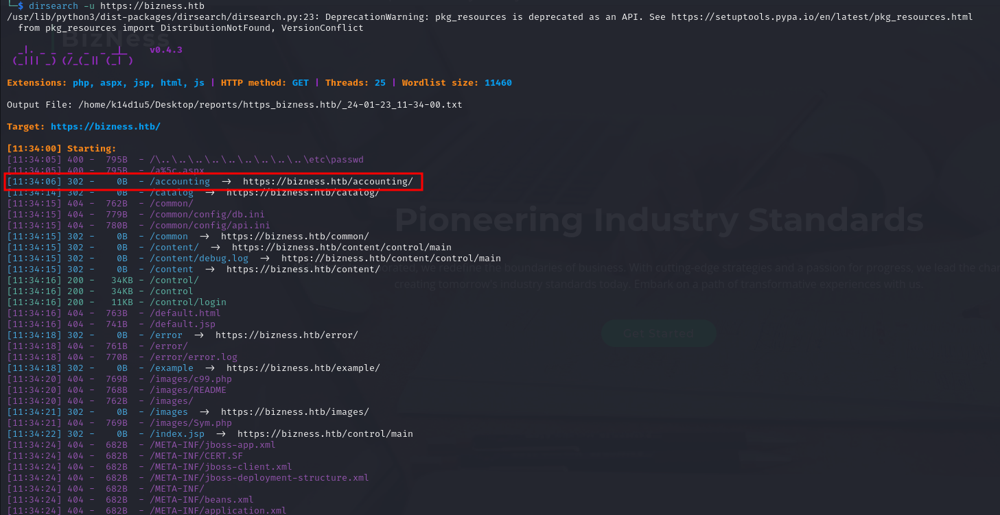 └─$ dirsearch -u https://bizness.htb
/usr/lib/python3/dist-packages/dirsearch/dirsearch.py:23: DeprecationWarning: pkg_resources is deprecated as an API. See https://setuptools.pypa.io/en/latest/pkg_resources.html
  from pkg_resources import DistributionNotFound, VersionConflict
BizNess
  _|. _ _  _  _  _ _|_    v0.4.3
 (_||| _) (/_(_|| (_| )
Extensions: php, aspx, jsp, html, js | HTTP method: GET | Threads: 25 | Wordlist size: 11460
Output File: /home/k14d1u5/Desktop/reports/https_bizness.htb/_24-01-23_11-34-00.txt
Target: https://bizness.htb/
[11:34:00] Starting:
[11:34:05] 400 -  795B  - /\..\..\..\..\..\..\..\..\..\etc\passwd
[11:34:05] 400 -  795B  - /a%5c.aspx
[11:34:06] 302 -    0B  - /accounting  →  https://bizness.htb/accounting/
[11:34:14] 302 -    0B  - /catalog  →  https://bizness.htb/catalog/
[11:34:15] 404 -  762B  - /common/
[11:34:15] 404 -  779B  - /common/config/db.ini
[11:34:15] 404 -  780B  - /common/config/api.ini
[11:34:15] 302 -    0B  - /common  →  https://bizness.htb/common/
[11:34:15] 302 -    0B  - /content/  →  https://bizness.htb/content/control/main
[11:34:15] 302 -    0B  - /content/debug.log  →  https://bizness.htb/content/control/main
[11:34:15] 302 -    0B  - /content  →  https://bizness.htb/content/
[11:34:16] 200 -   34KB - /control/
[11:34:16] 200 -   34KB - /control
[11:34:16] 200 -   11KB - /control/login
[11:34:16] 404 -  763B  - /default.html
[11:34:16] 404 -  741B  - /default.jsp
[11:34:18] 302 -    0B  - /error  →  https://bizness.htb/error/
[11:34:18] 404 -  761B  - /error/
[11:34:18] 404 -  770B  - /error/error.log
[11:34:18] 302 -    0B  - /example  →  https://bizness.htb/example/
[11:34:20] 404 -  769B  - /images/c99.php
[11:34:20] 404 -  768B  - /images/README
[11:34:20] 404 -  762B  - /images/
[11:34:21] 302 -    0B  - /images  →  https://bizness.htb/images/
[11:34:21] 404 -  769B  - /images/Sym.php
[11:34:22] 302 -    0B  - /index.jsp  →  https://bizness.htb/control/main
[11:34:24] 404 -  682B  - /META-INF/jboss-app.xml
[11:34:24] 404 -  682B  - /META-INF/CERT.SF
[11:34:24] 404 -  682B  - /META-INF/jboss-client.xml
[11:34:24] 404 -  682B  - /META-INF/jboss-deployment-structure.xml
[11:34:24] 404 -  682B  - /META-INF/
[11:34:24] 404 -  682B  - /META-INF/beans.xml
[11:34:24] 404 -  682B  - /META-INF/application.xml
Pioneering Industry Standards
we redefine the boundaries of business. With cutting-edge strategies and a passion for progress, we lead the
creating tomorrow's industry standards today. Embark on a path of transformative experiences with us.
Get Started